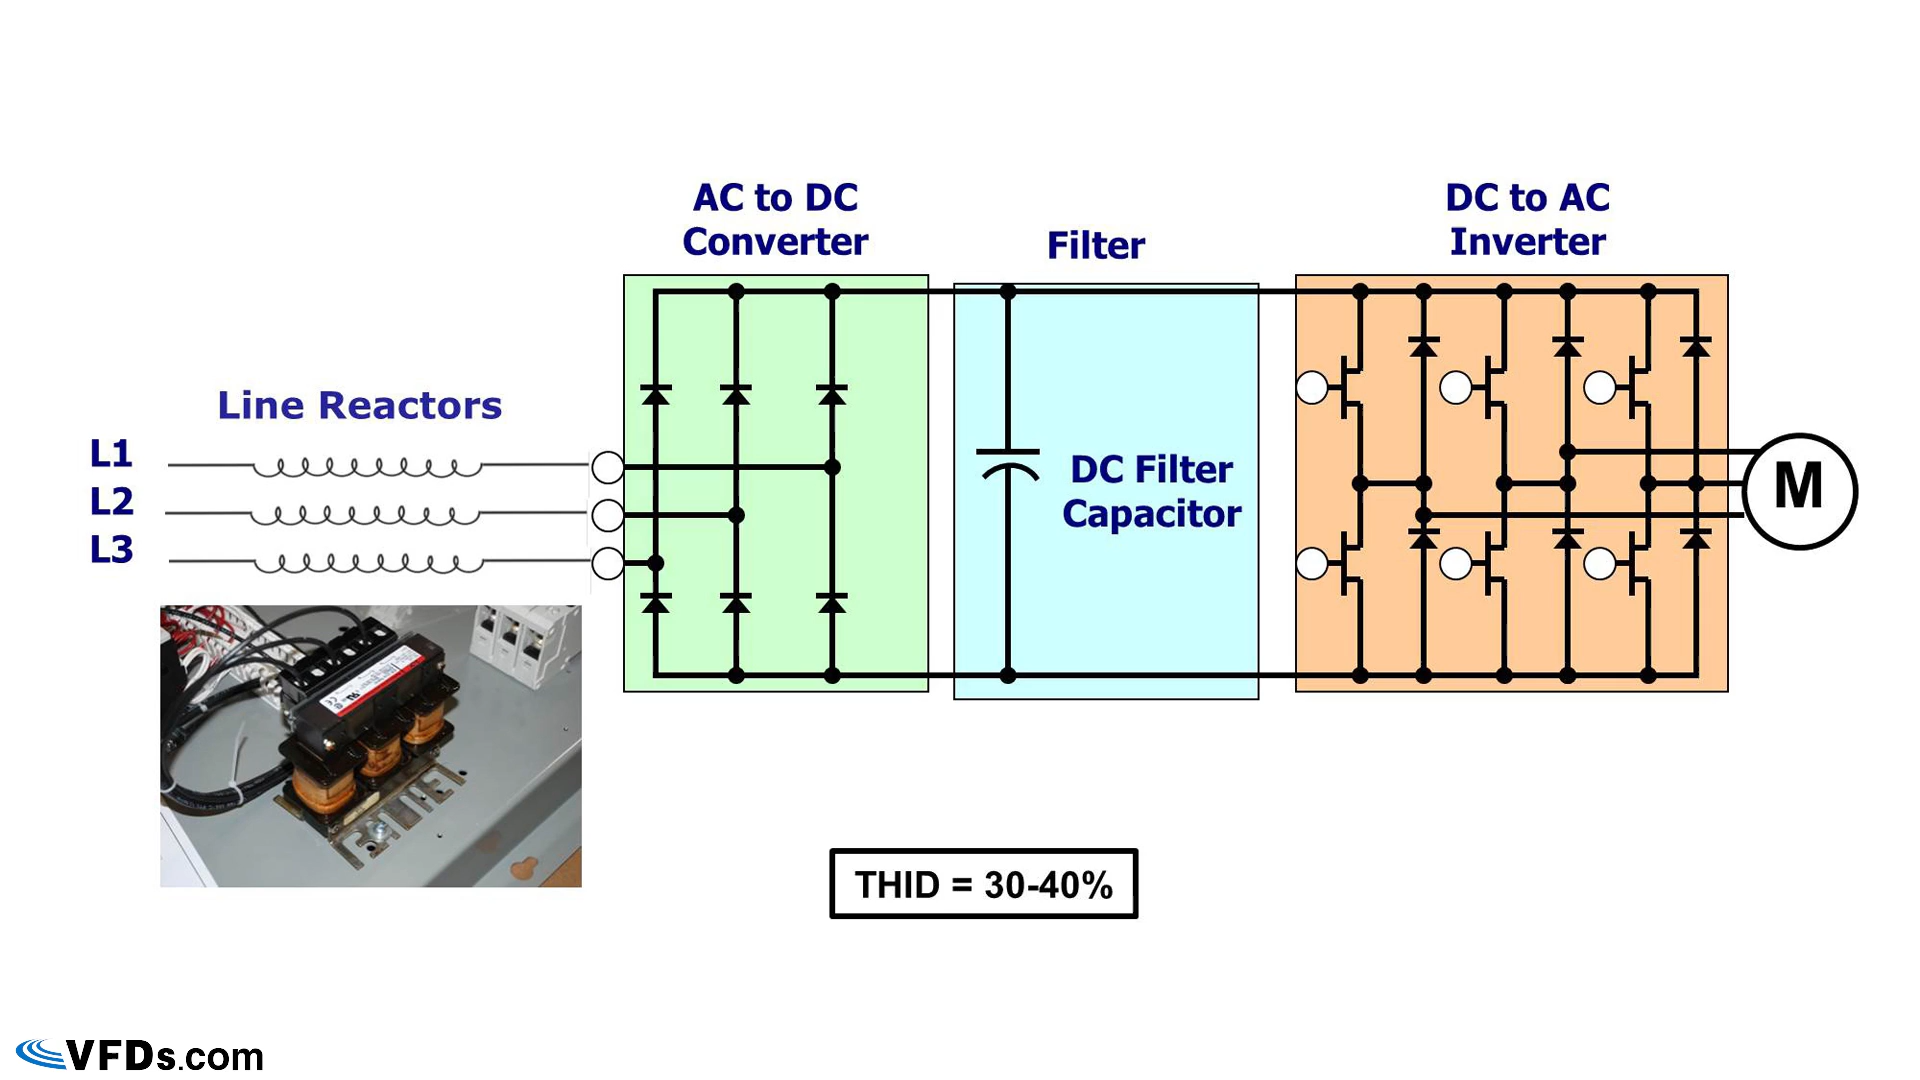 AC to DC
Converter
Filter
DC to AC
Inverter
Line Reactors
L1
L2
L3
DC Filter
Capacitor
M
THID = 30-40%
VFDs.com